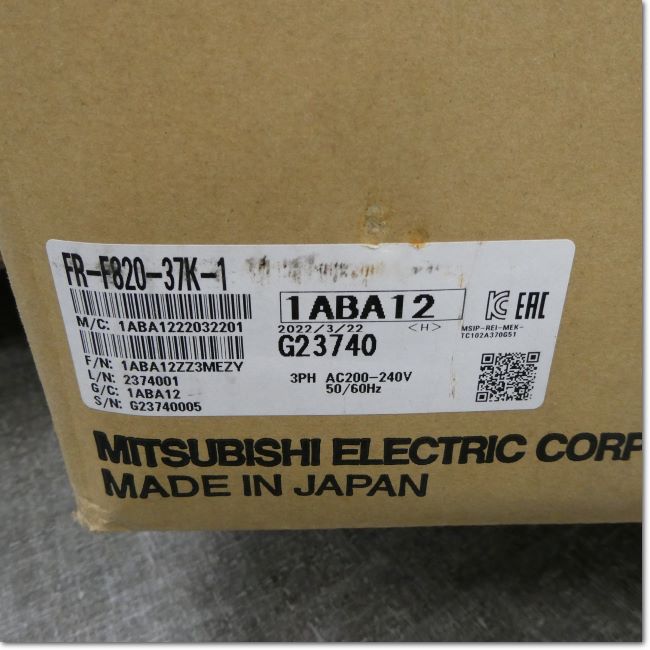 FR-F820-37K-1
M/C: 1ABA1222032201
F/N: 1ABA12ZZ3MEZY
L/N: 2374001
G/C: 1ABA12
S/N: G23740005
1ABA12
2022/3/22 <H>
G23740
3PH AC200-240V
50/60Hz
EAC
MSIP-REI-MEK-
TC102A370G51
MITSUBISHI ELECTRIC CORP
MADE IN JAPAN